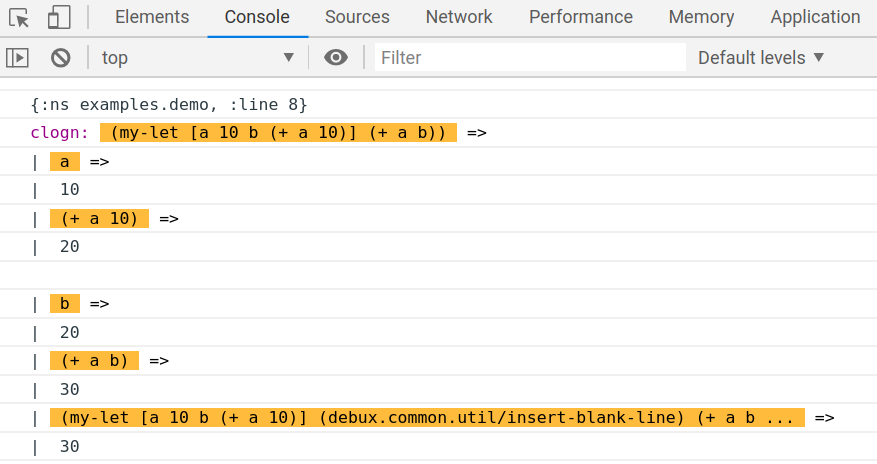 Elements Console Sources Network Performance Memory Application
top ▼ Filter Default levels ▼
{:ns examples.demo, :line 8}
clogn: (my-let [a 10 b (+ a 10)] (+ a b)) =>
| a =>
| 10
| (+ a 10) =>
| 20
| b =>
| 20
| (+ a b) =>
| 30
| (my-let [a 10 b (+ a 10)] (debux.common.util/insert-blank-line) (+ a b ... =>
| 30